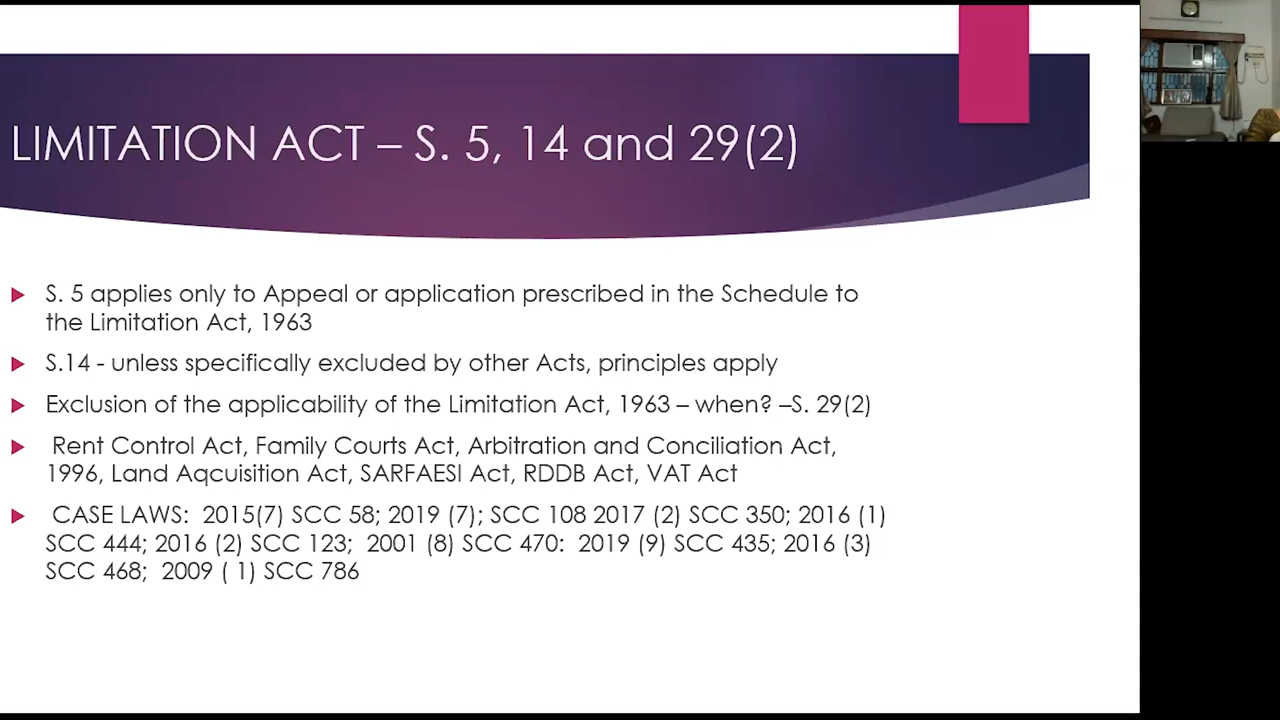 LIMITATION ACT – S. 5, 14 and 29(2)
S. 5 applies only to Appeal or application prescribed in the Schedule to
the Limitation Act, 1963
S.14 - unless specifically excluded by other Acts, principles apply
Exclusion of the applicability of the Limitation Act, 1963 – when? –S. 29(2)
Rent Control Act, Family Courts Act, Arbitration and Conciliation Act,
1996, Land Aqcuisition Act, SARFAESI Act, RDDB Act, VAT Act
CASE LAWS: 2015(7) SCC 58; 2019 (7); SCC 108 2017 (2) SCC 350; 2016 (1)
SCC 444; 2016 (2) SCC 123; 2001 (8) SCC 470: 2019 (9) SCC 435; 2016 (3)
SCC 468; 2009 ( 1) SCC 786